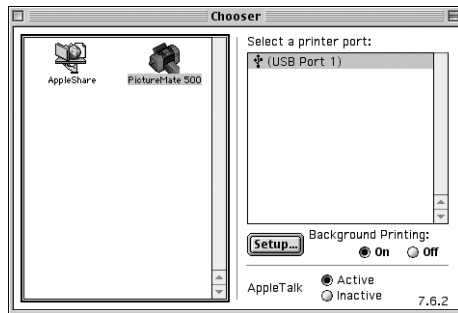 Chooser
AppleShare
PictureMate 500
Select a printer port:
(USB Port 1)
Setup...
Background Printing:
On Off
AppleTalk
Active
Inactive
7.6.2